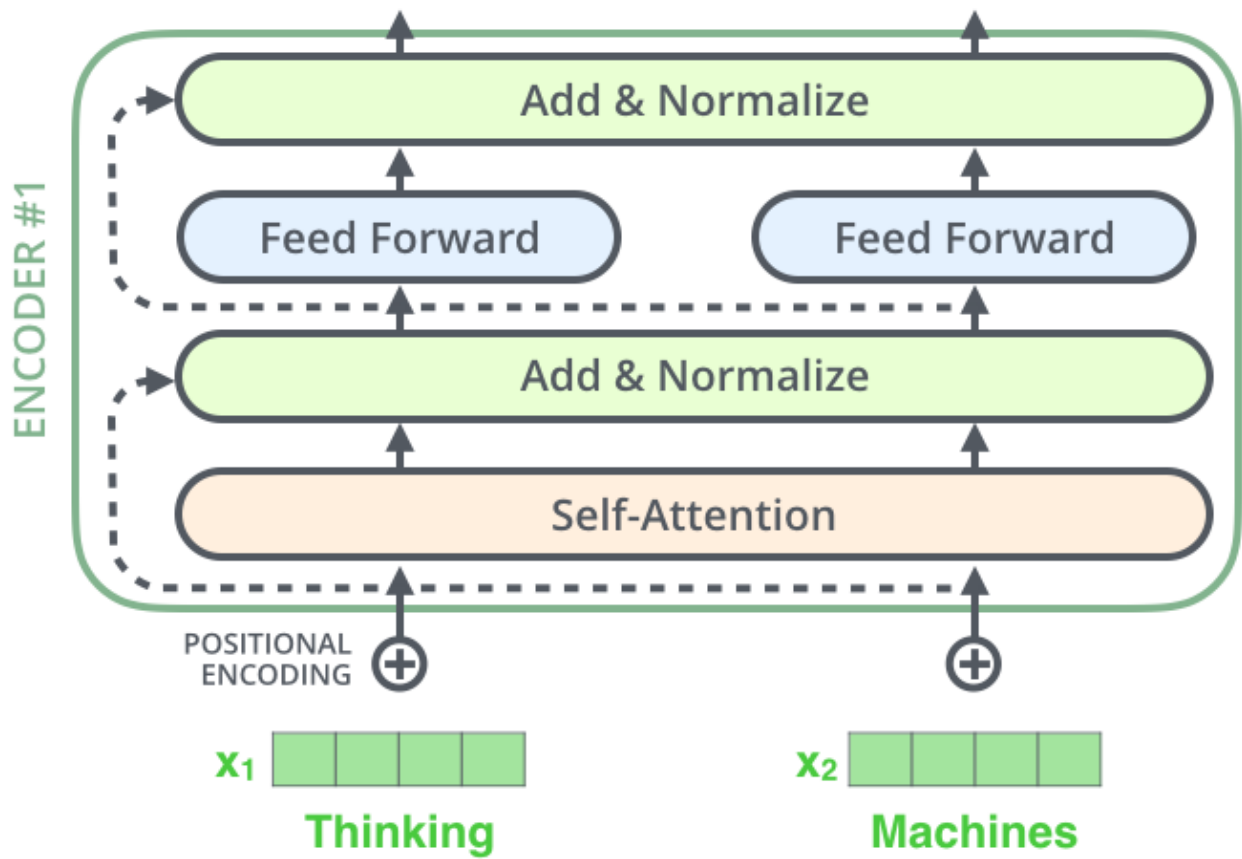 Add & Normalize
Feed Forward
Feed Forward
ENCODER #1
Add & Normalize
Self-Attention
POSITIONAL
ENCODING
x₁
x₂
Thinking
Machines